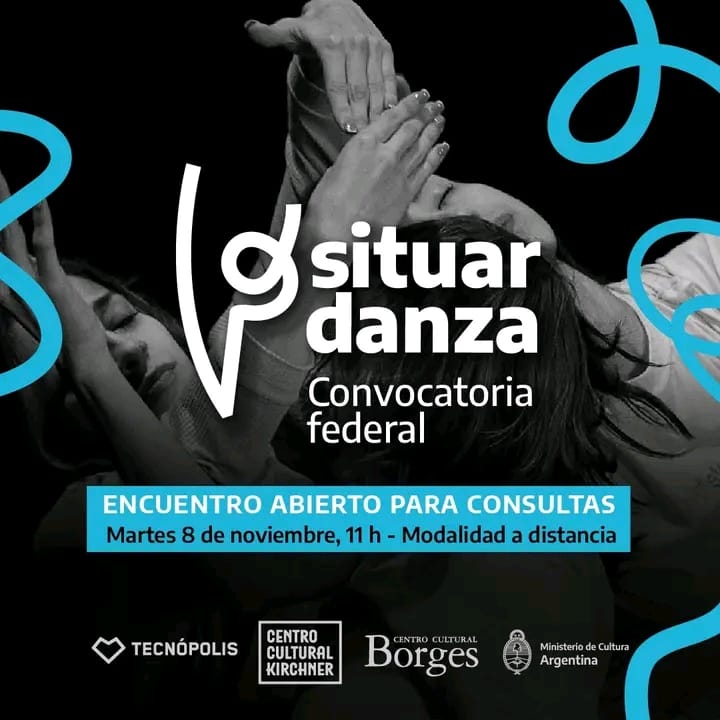 situar
danza
Convocatoria
federal
ENCUENTRO ABIERTO PARA CONSULTAS
Martes 8 de noviembre, 11 h - Modalidad a distancia
TECNÓPOLIS
CENTRO
CULTURAL
KIRCHNER
CENTRO CULTURAL
Borges
Ministerio de Cultura
Argentina